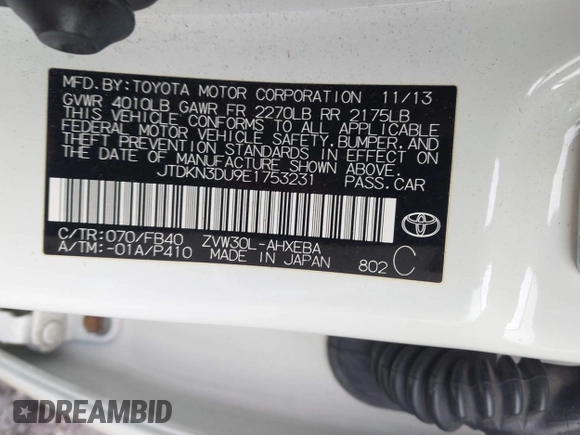 MFD.BY:TOYOTA MOTOR CORPORATION 11/13
GVWR 4010LB GAWR FR 2270LB RR 2175LB
THIS VEHICLE CONFORMS TO ALL APPLICABLE
FEDERAL MOTOR VEHICLE SAFETY,BUMPER,AND
THEFT PREVENTION STANDARDS IN EFFECT ON
THE DATE OF MANUFACTURE SHOWN ABOVE.
JTDKN3DU9E1753231 PASS.CAR
C/TR:070/FB40 ZVW30L-AHXEBA
A/TM:-01A/P410 MADE IN JAPAN 802 C
DREAMBID